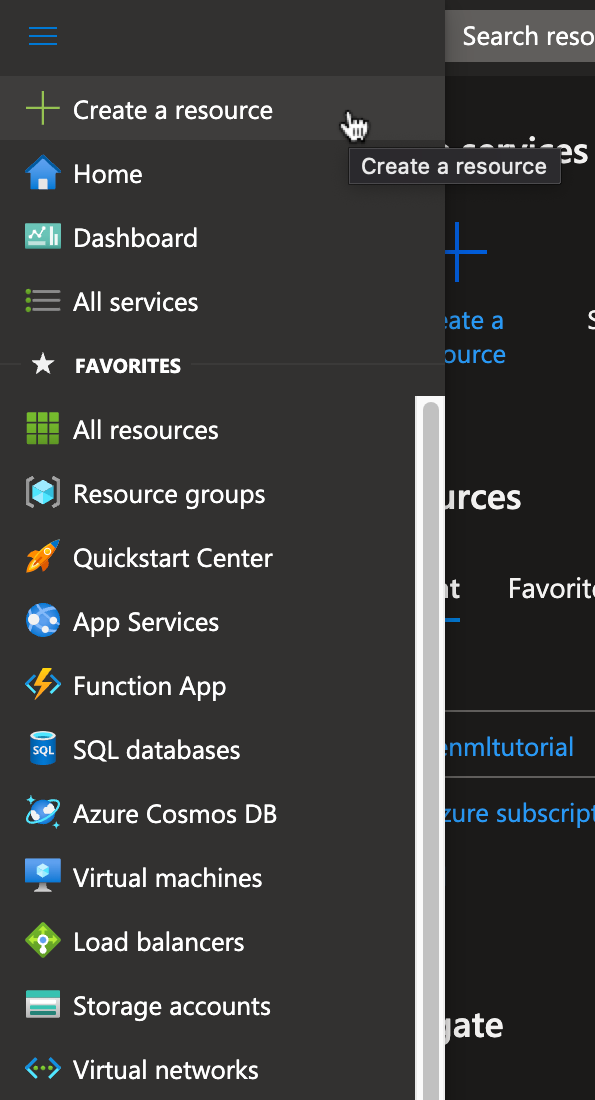 Search reso
Create a resource
Create a resource
Home
Dashboard
All services
FAVORITES
All resources
Resource groups
Quickstart Center
App Services
Function App
SQL databases
SQL
Azure Cosmos DB
Virtual machines
Load balancers
Storage accounts
Virtual networks
services
eate a
ource
S
urces
nt
Favorite
enmltutorial
zure subscript
gate